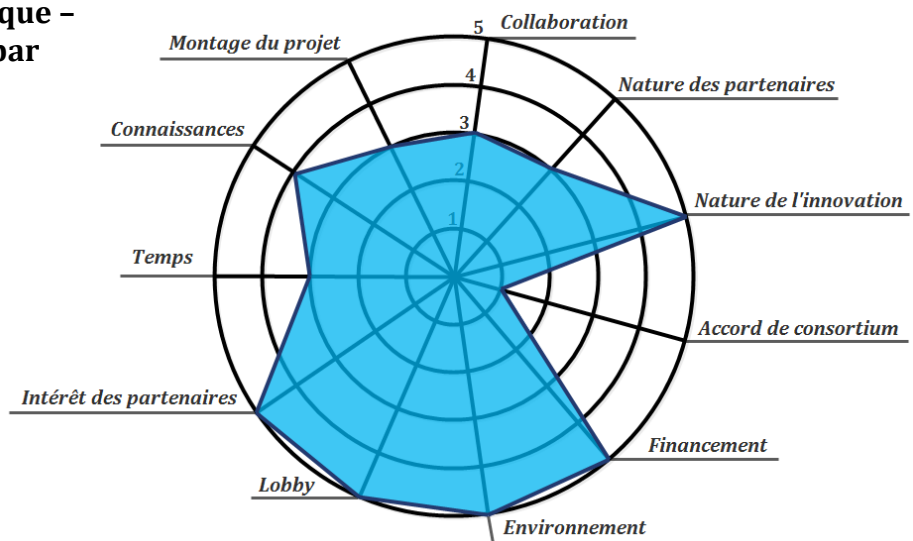 que –
par
Collaboration
Montage du projet
Nature des partenaires
Connaissances
Nature de l'innovation
Temps
Accord de consortium
Intérêt des partenaires
Financement
Lobby
Environnement
5
4
3
2
1